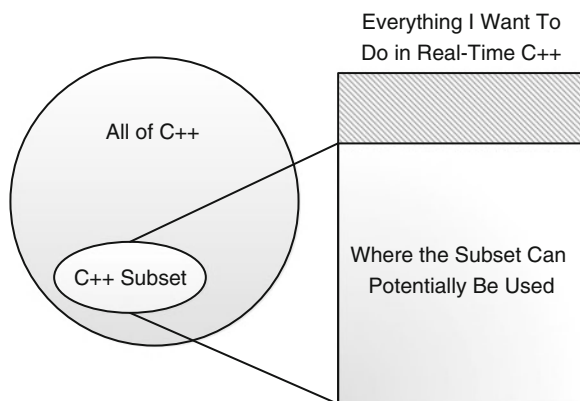 Everything I Want To
Do in Real-Time C++
All of C++
C++ Subset
Where the Subset Can
Potentially Be Used